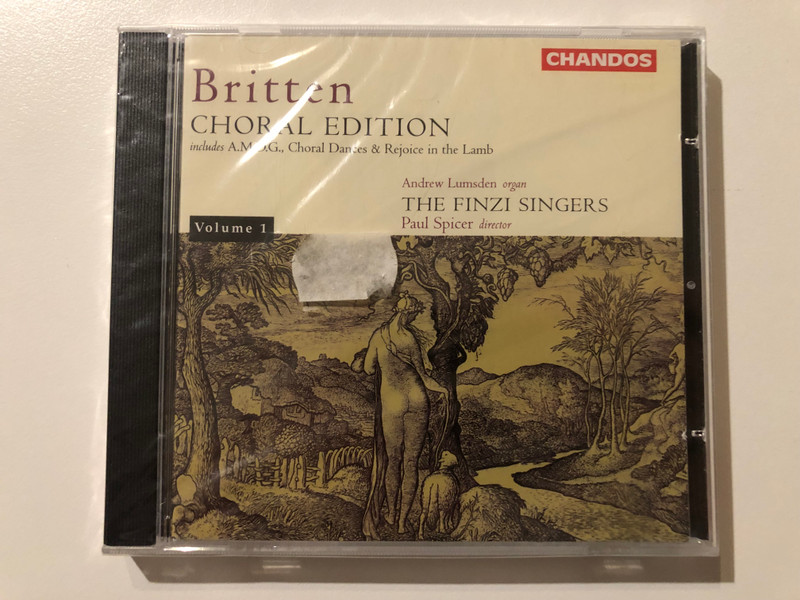 CHANDOS
Britten
CHORAL EDITION
includes A.M.D.G., Choral Dances & Rejoice in the Lamb
Andrew Lumsden organ
THE FINZI SINGERS
Paul Spicer director
Volume 1